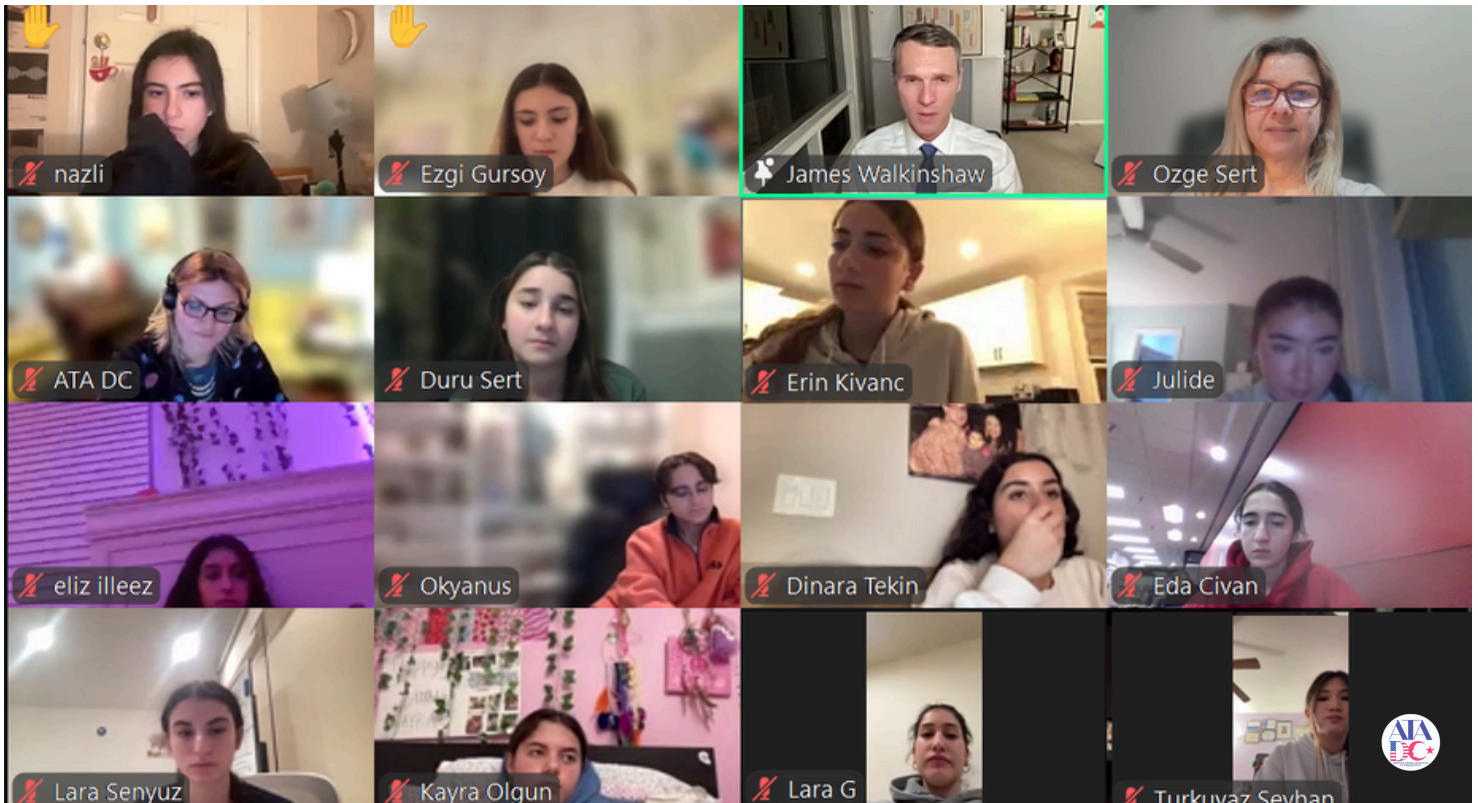 nazli
Ezgi Gursoy
James Walkinshaw
Ozge Sert
ATA DC
Duru Sert
Erin Kivanc
Julide
eliz illeez
Okyanus
Dinara Tekin
Eda Civan
Lara Senyuz
Kayra Olgun
Lara G
Turkuvaz Seyhan
ATA
DC